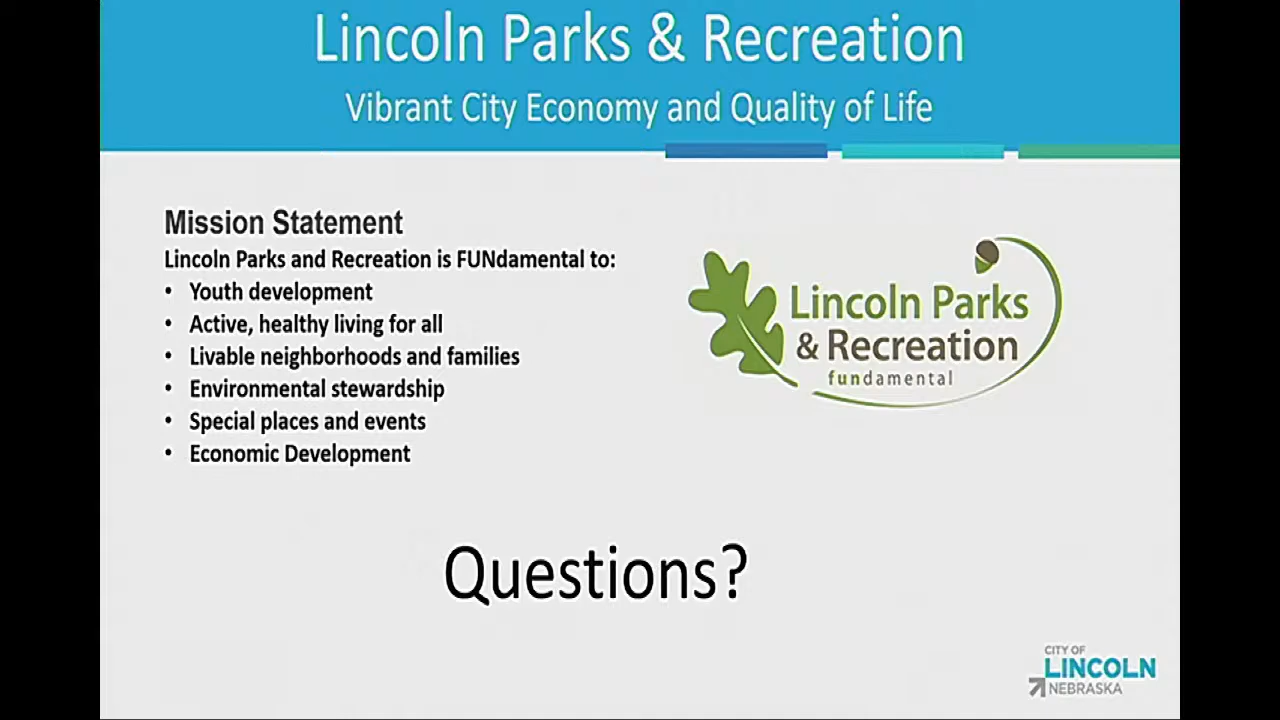 Lincoln Parks & Recreation
Vibrant City Economy and Quality of Life
Mission Statement
Lincoln Parks and Recreation is FUNdamental to:
• Youth development
• Active, healthy living for all
• Livable neighborhoods and families
• Environmental stewardship
• Special places and events
• Economic Development
Lincoln Parks
& Recreation
fundamental
Questions?
CITY OF
LINCOLN
NEBRASKA